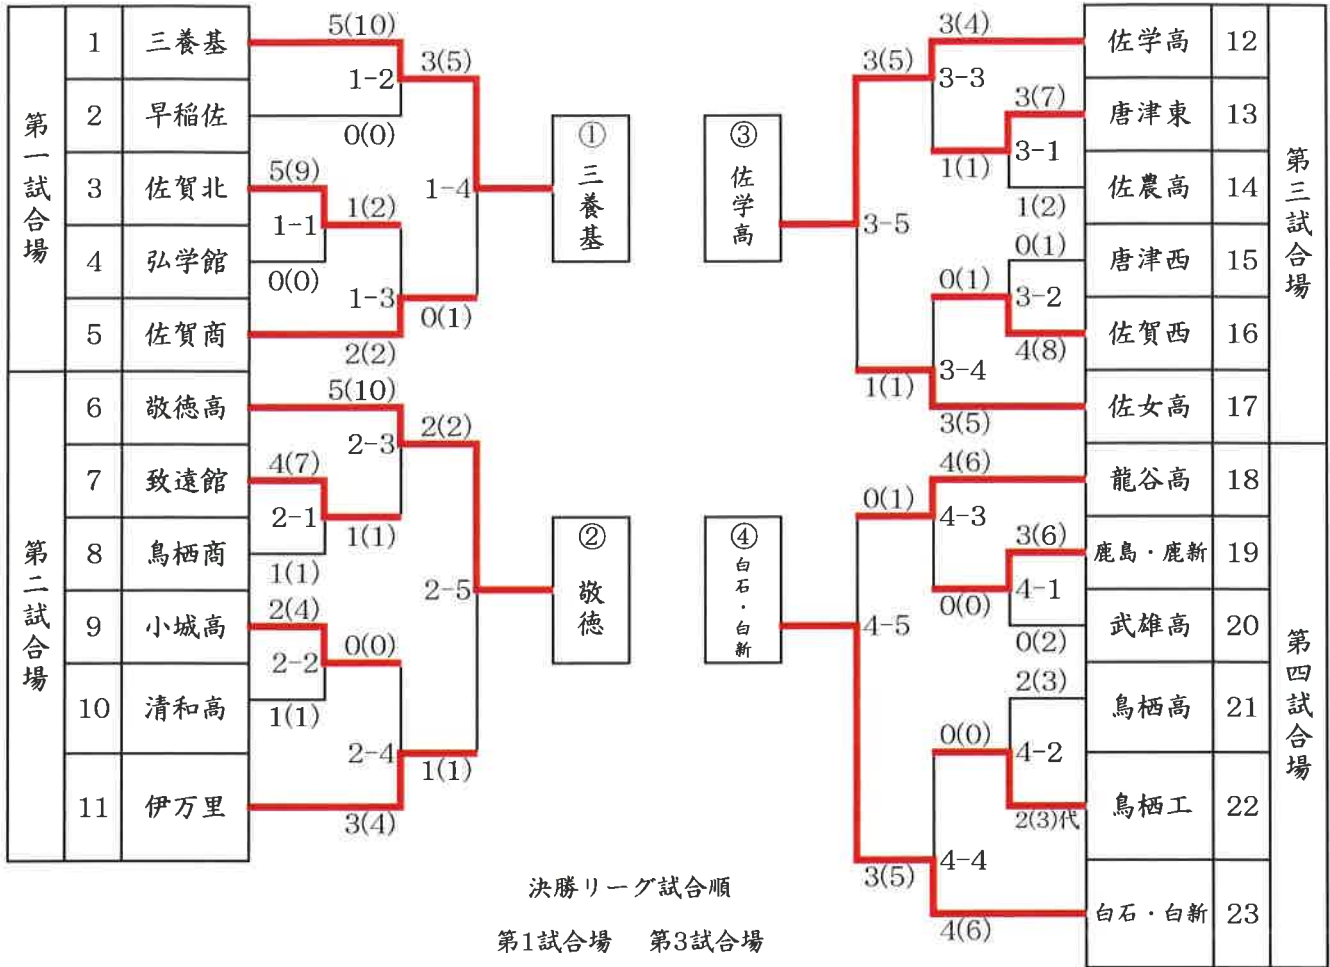 第一試合場
1 三養基
2 早稲佐
3 佐賀北
4 弘学館
5 佐賀商
第二試合場
6 敬徳高
7 致遠館
8 鳥栖商
9 小城高
10 清和高
11 伊万里
5(10)
1-2
0(0)
3(5)
5(9)
1-1
0(0)
1(2)
1-3
2(2)
0(1)
1-4
5(10)
2-3
2(2)
4(7)
2-1
1(1)
1(1)
2(4)
2-2
1(1)
0(0)
2-4
3(4)
1(1)
2-5
① 三養基
② 敬徳
③ 佐学高
④ 白石・白新
3(4)
3-3
3(5)
3(7)
3-1
1(2)
1(1)
3-5
0(1)
3-2
4(8)
0(1)
3-4
3(5)
1(1)
4(6)
4-3
0(1)
3(6)
4-1
0(2)
0(0)
4-5
2(3)
4-2
2(3)代
0(0)
4-4
4(6)
3(5)
佐学高 12
唐津東 13
佐農高 14
唐津西 15
佐賀西 16
佐女高 17
第三試合場
龍谷高 18
鹿島・鹿新 19
武雄高 20
鳥栖高 21
鳥栖工 22
白石・白新 23
第四試合場
決勝リーグ試合順
第1試合場 第3試合場